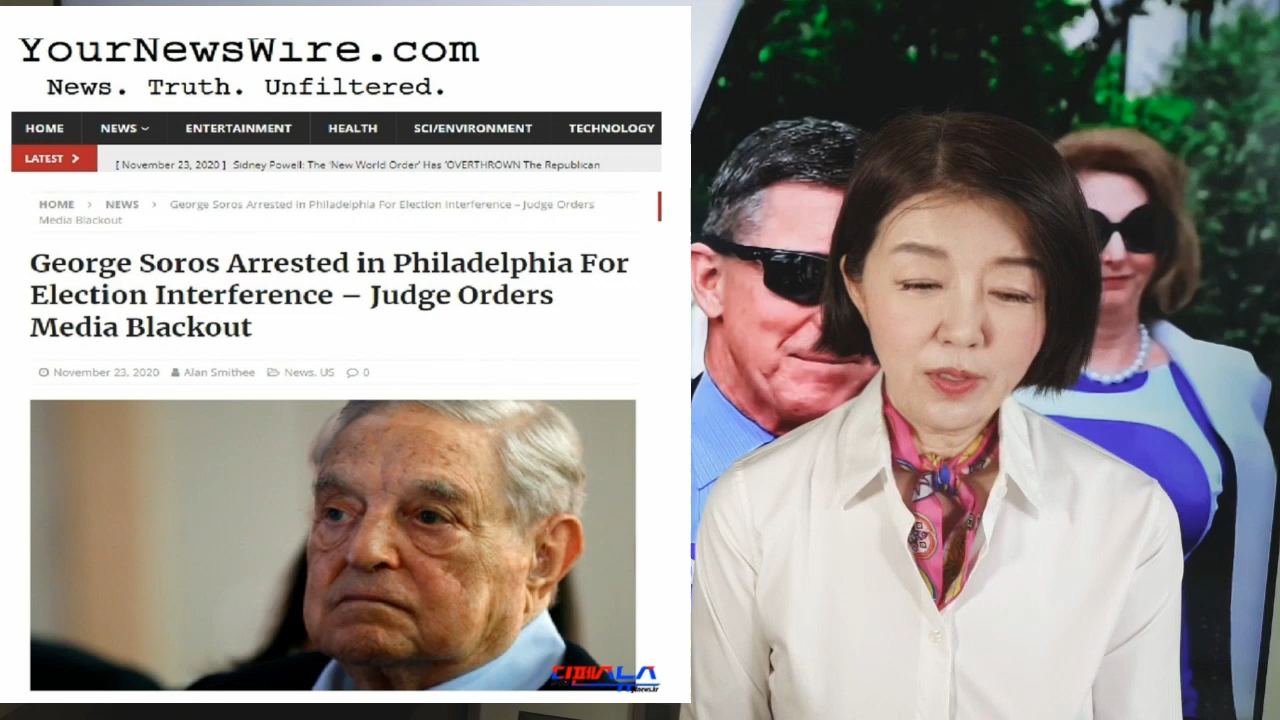 YourNewsWire.com
News. Truth. Unfiltered.
HOME NEWS ENTERTAINMENT HEALTH SCI/ENVIRONMENT TECHNOLOGY
LATEST [ November 23, 2020 ] Sidney Powell: The 'New World Order' Has 'OVERTHROWN The Republican
HOME > NEWS > George Soros Arrested in Philadelphia For Election Interference – Judge Orders
Media Blackout
George Soros Arrested in Philadelphia For
Election Interference – Judge Orders
Media Blackout
November 23, 2020 Alan Smithee News, US 0